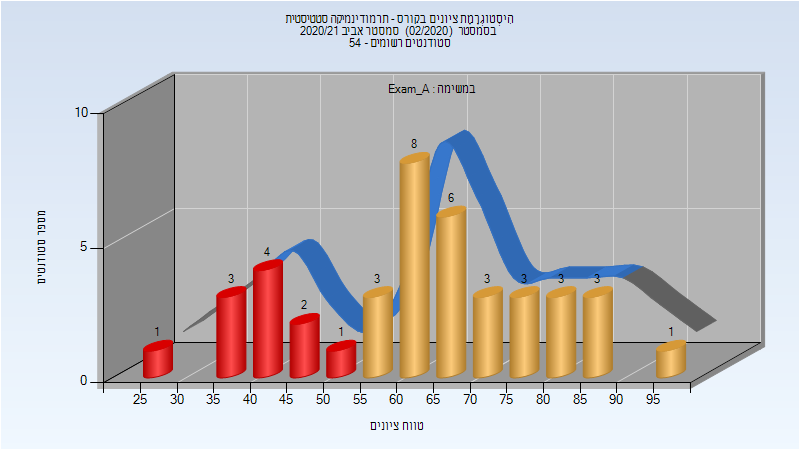 היסטוגרמת ציונים בקורס - תרמודינמיקה סטטיסטית
בסמסטר (02/2020) סמסטר אביב 2020/21
סטודנטים רשומים - 54
במשימה : Exam_A
10
5
0
מספר סטודנטים
1
3
4
2
1
3
8
6
3
3
3
3
1
25 30 35 40 45 50 55 60 65 70 75 80 85 90 95
טווח ציונים